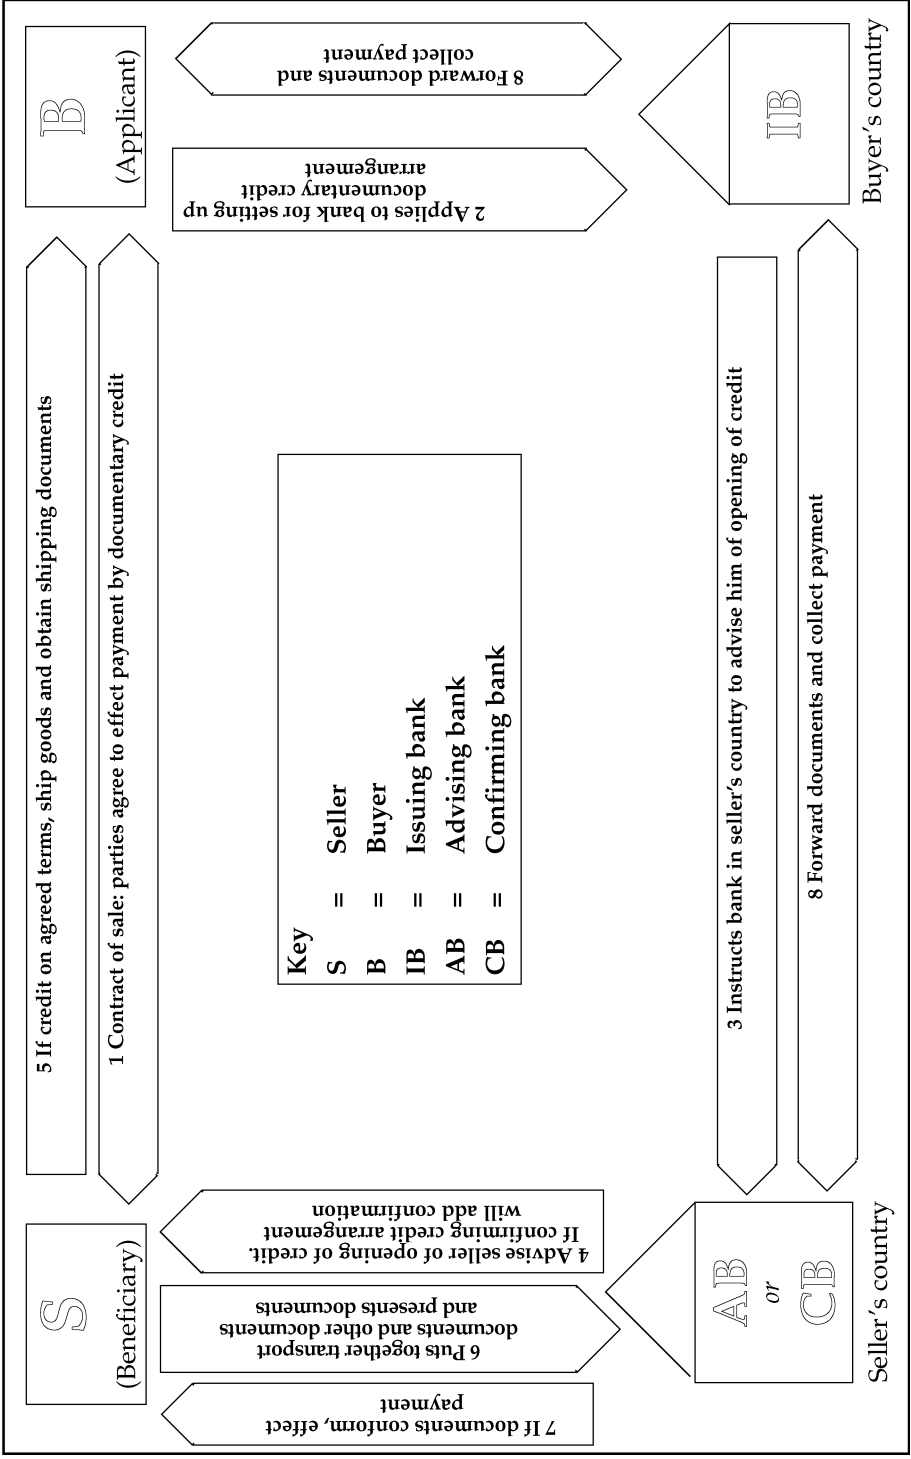 S
(Beneficiary)
B
(Applicant)
5 If credit on agreed terms, ship goods and obtain shipping documents
1 Contract of sale: parties agree to effect payment by documentary credit
7 If documents conform, effect
payment
6 Puts together transport
documents and other documents
and presents documents
4 Advise seller of opening of credit.
If confirming credit arrangement
will add confirmation
Key
S = Seller
B = Buyer
IB = Issuing bank
AB = Advising bank
CB = Confirming bank
2 Applies to bank for setting up
documentary credit
arrangement
8 Forward documents and
collect payment
3 Instructs bank in seller's country to advise him of opening of credit
8 Forward documents and collect payment
AB
or
CB
IB
Seller's country
Buyer's country